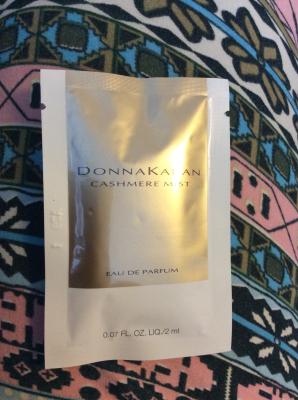 DONNAKARAN
CASHMERE MIST
EAU DE PARFUM
0.07 FL. OZ. LIQ./2 ml